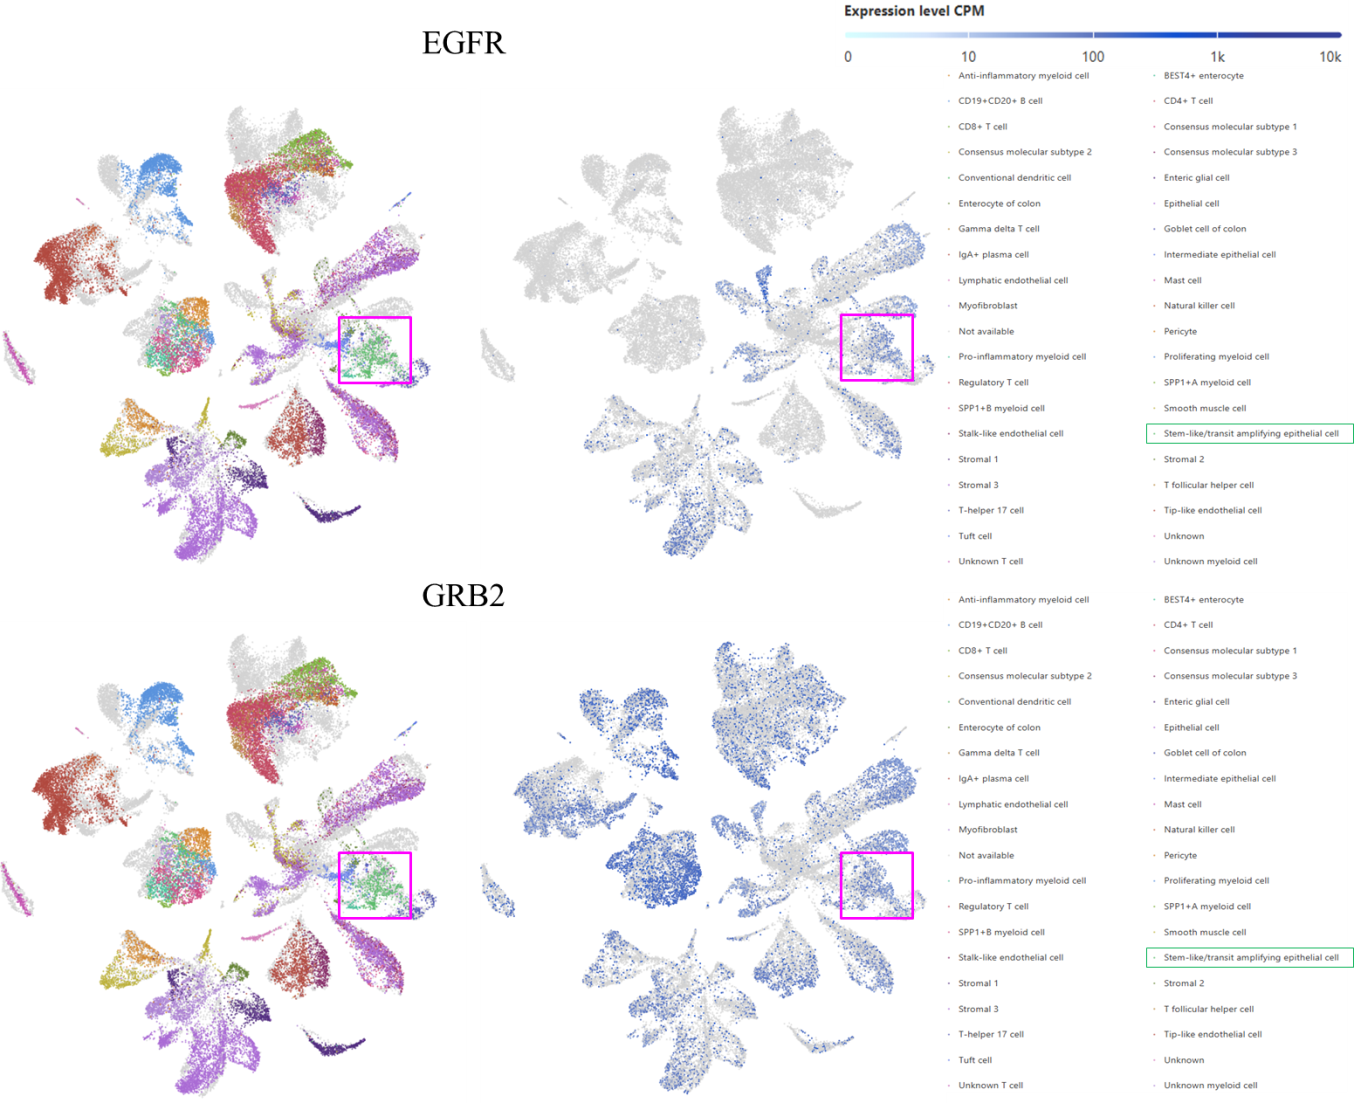 Expression level CPM
EGFR
0 10 100 1k 10k
Anti-inflammatory myeloid cell BEST4+ enterocyte
CD19+CD20+ B cell CD4+ T cell
CD8+ T cell Consensus molecular subtype 1
Consensus molecular subtype 2 Consensus molecular subtype 3
Conventional dendritic cell Enteric glial cell
Enterocyte of colon Epithelial cell
Gamma delta T cell Goblet cell of colon
IgA+ plasma cell Intermediate epithelial cell
Lymphatic endothelial cell Mast cell
Myofibroblast Natural killer cell
Not available Pericyte
Pro-inflammatory myeloid cell Proliferating myeloid cell
Regulatory T cell SPP1+A myeloid cell
SPP1+B myeloid cell Smooth muscle cell
Stalk-like endothelial cell Stem-like/transit amplifying epithelial cell
Stromal 1 Stromal 2
Stromal 3 T follicular helper cell
T-helper 17 cell Tip-like endothelial cell
Tuft cell Unknown
Unknown T cell Unknown myeloid cell
GRB2
Anti-inflammatory myeloid cell BEST4+ enterocyte
CD19+CD20+ B cell CD4+ T cell
CD8+ T cell Consensus molecular subtype 1
Consensus molecular subtype 2 Consensus molecular subtype 3
Conventional dendritic cell Enteric glial cell
Enterocyte of colon Epithelial cell
Gamma delta T cell Goblet cell of colon
IgA+ plasma cell Intermediate epithelial cell
Lymphatic endothelial cell Mast cell
Myofibroblast Natural killer cell
Not available Pericyte
Pro-inflammatory myeloid cell Proliferating myeloid cell
Regulatory T cell SPP1+A myeloid cell
SPP1+B myeloid cell Smooth muscle cell
Stalk-like endothelial cell Stem-like/transit amplifying epithelial cell
Stromal 1 Stromal 2
Stromal 3 T follicular helper cell
T-helper 17 cell Tip-like endothelial cell
Tuft cell Unknown
Unknown T cell Unknown myeloid cell